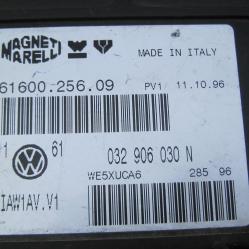 MAGNETI
MARELLI
MADE IN ITALY
61600.256.09
PV1
11.10.96
61
032 906 030 N
WE5XUCA6
285 96
IAW1AV.V1